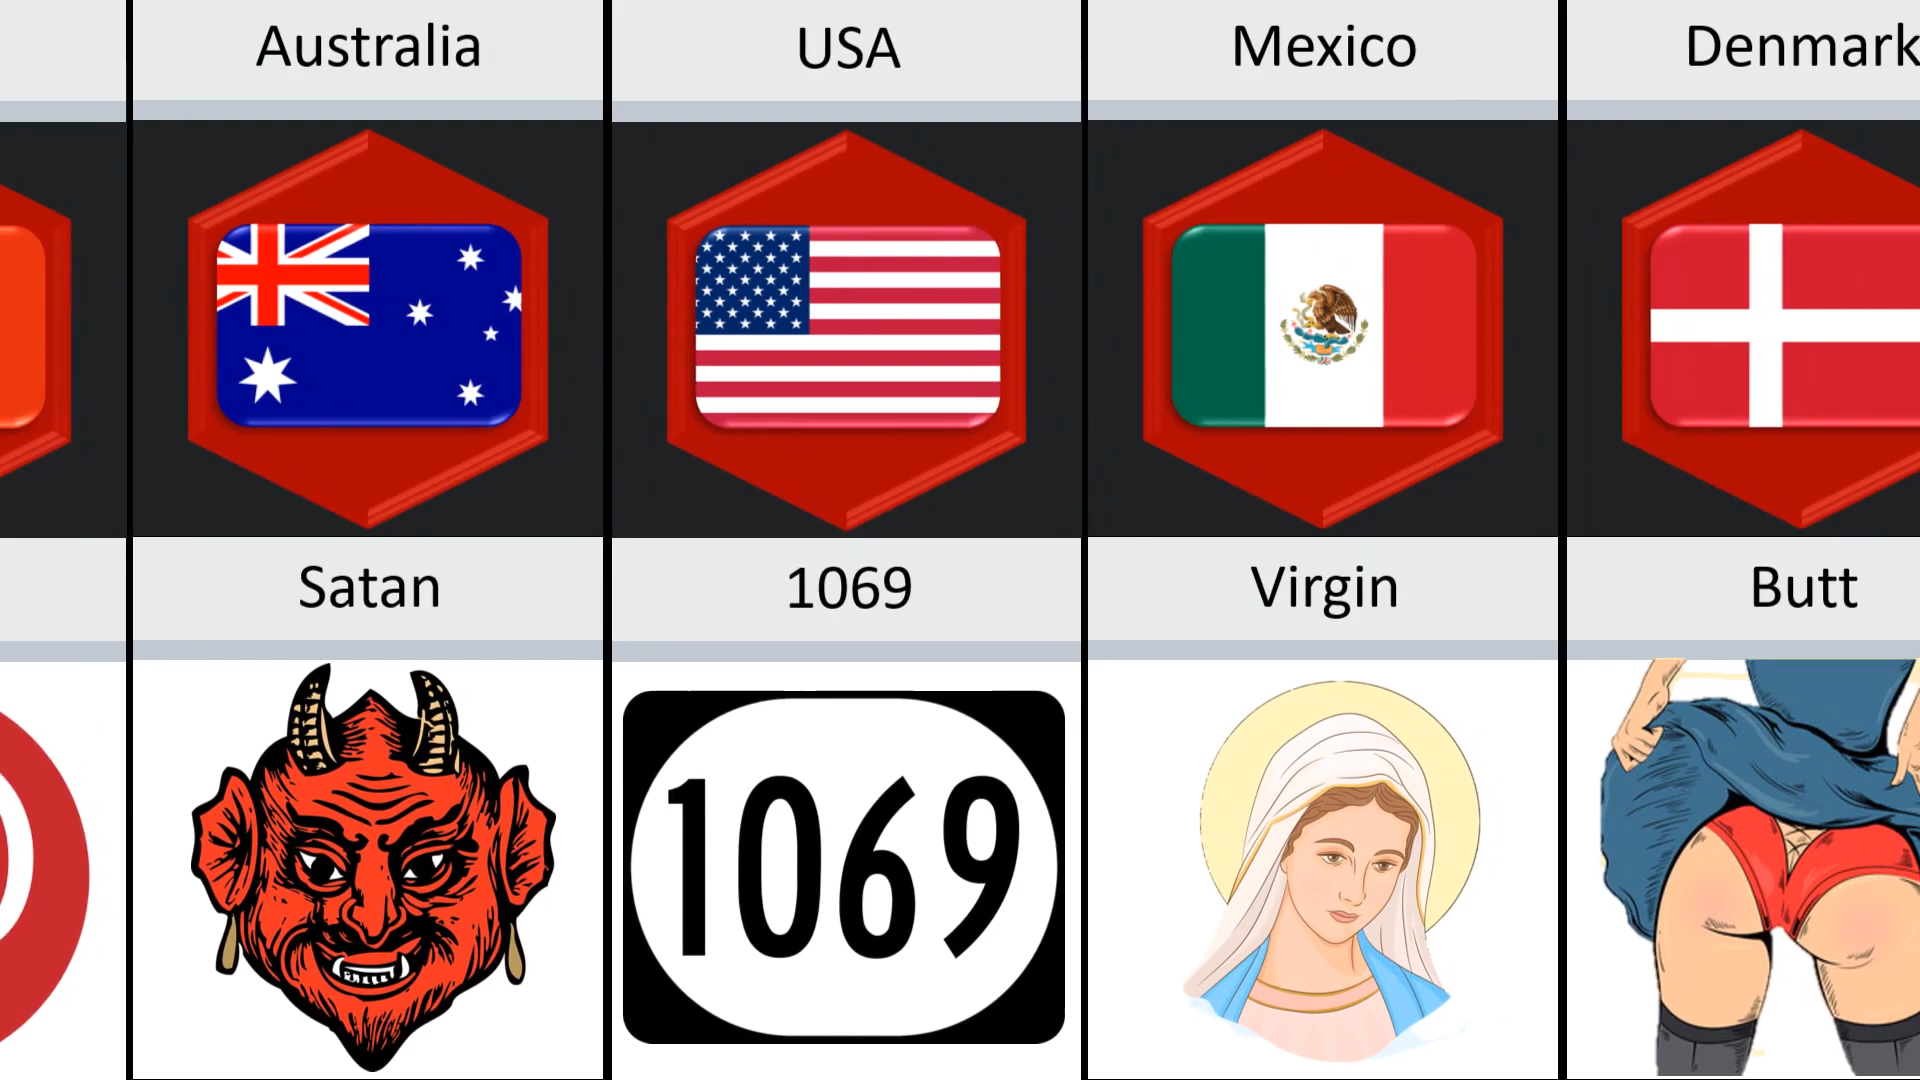 Australia
USA
Mexico
Denmark
Satan
1069
Virgin
Butt
1069